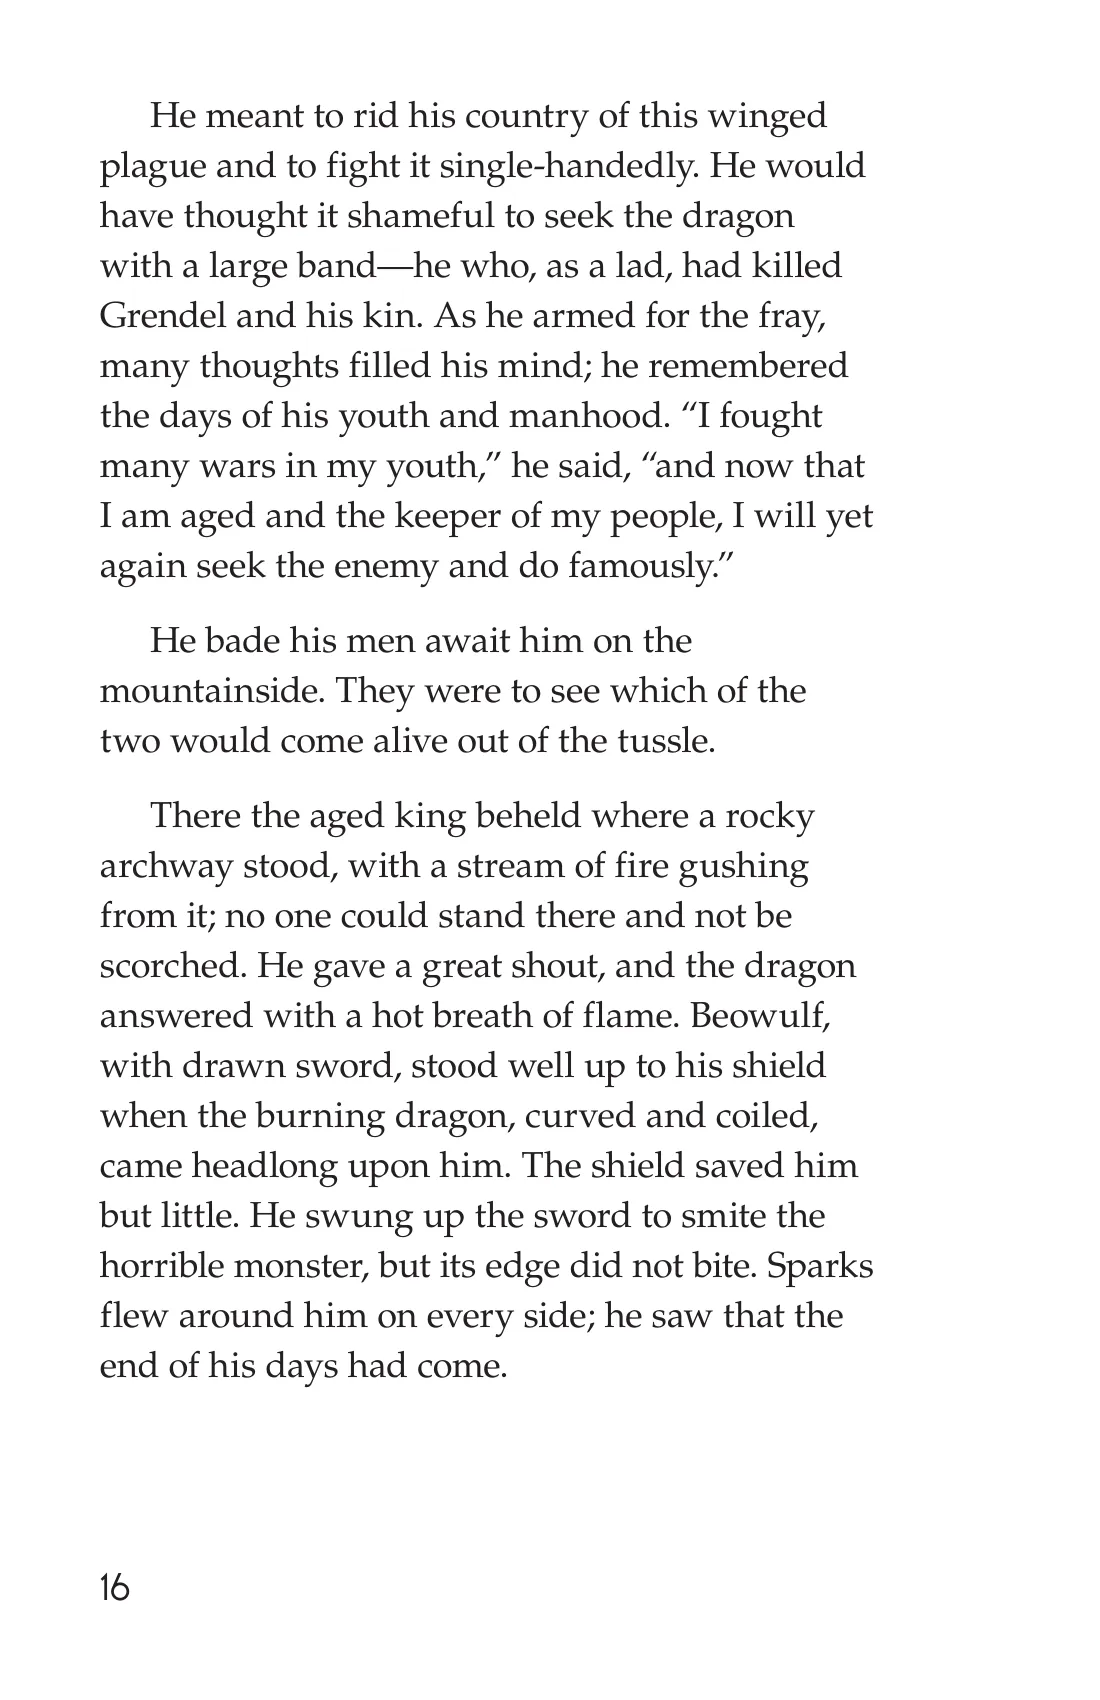 He meant to rid his country of this winged
plague and to fight it single-handedly. He would
have thought it shameful to seek the dragon
with a large band—he who, as a lad, had killed
Grendel and his kin. As he armed for the fray,
many thoughts filled his mind; he remembered
the days of his youth and manhood. “I fought
many wars in my youth,” he said, “and now that
I am aged and the keeper of my people, I will yet
again seek the enemy and do famously.”
He bade his men await him on the
mountainside. They were to see which of the
two would come alive out of the tussle.
There the aged king beheld where a rocky
archway stood, with a stream of fire gushing
from it; no one could stand there and not be
scorched. He gave a great shout, and the dragon
answered with a hot breath of flame. Beowulf,
with drawn sword, stood well up to his shield
when the burning dragon, curved and coiled,
came headlong upon him. The shield saved him
but little. He swung up the sword to smite the
horrible monster, but its edge did not bite. Sparks
flew around him on every side; he saw that the
end of his days had come.
16